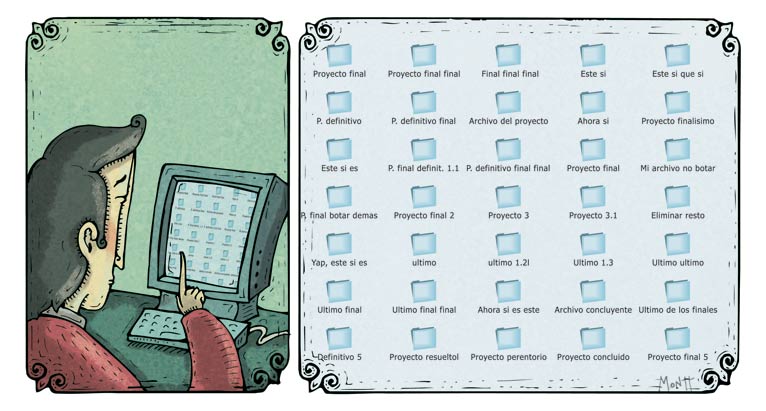 Proyecto final
Proyecto final final
Final final final
Este si
Este si que si
P. definitivo
P. definitivo final
Archivo del proyecto
Ahora si
Proyecto finalisimo
Este si es
P. final definit. 1.1
P. definitivo final final
Proyecto final
Mi archivo no botar
P. final botar demas
Proyecto final 2
Proyecto 3
Proyecto 3.1
Eliminar resto
Yap, este si es
ultimo
ultimo 1.2l
Ultimo 1.3
Ultimo ultimo
Ultimo final
Ultimo final final
Ahora si es este
Archivo concluyente
Ultimo de los finales
Definitivo 5
Proyecto resueltol
Proyecto perentorio
Proyecto concluido
Proyecto final 5
MONTT